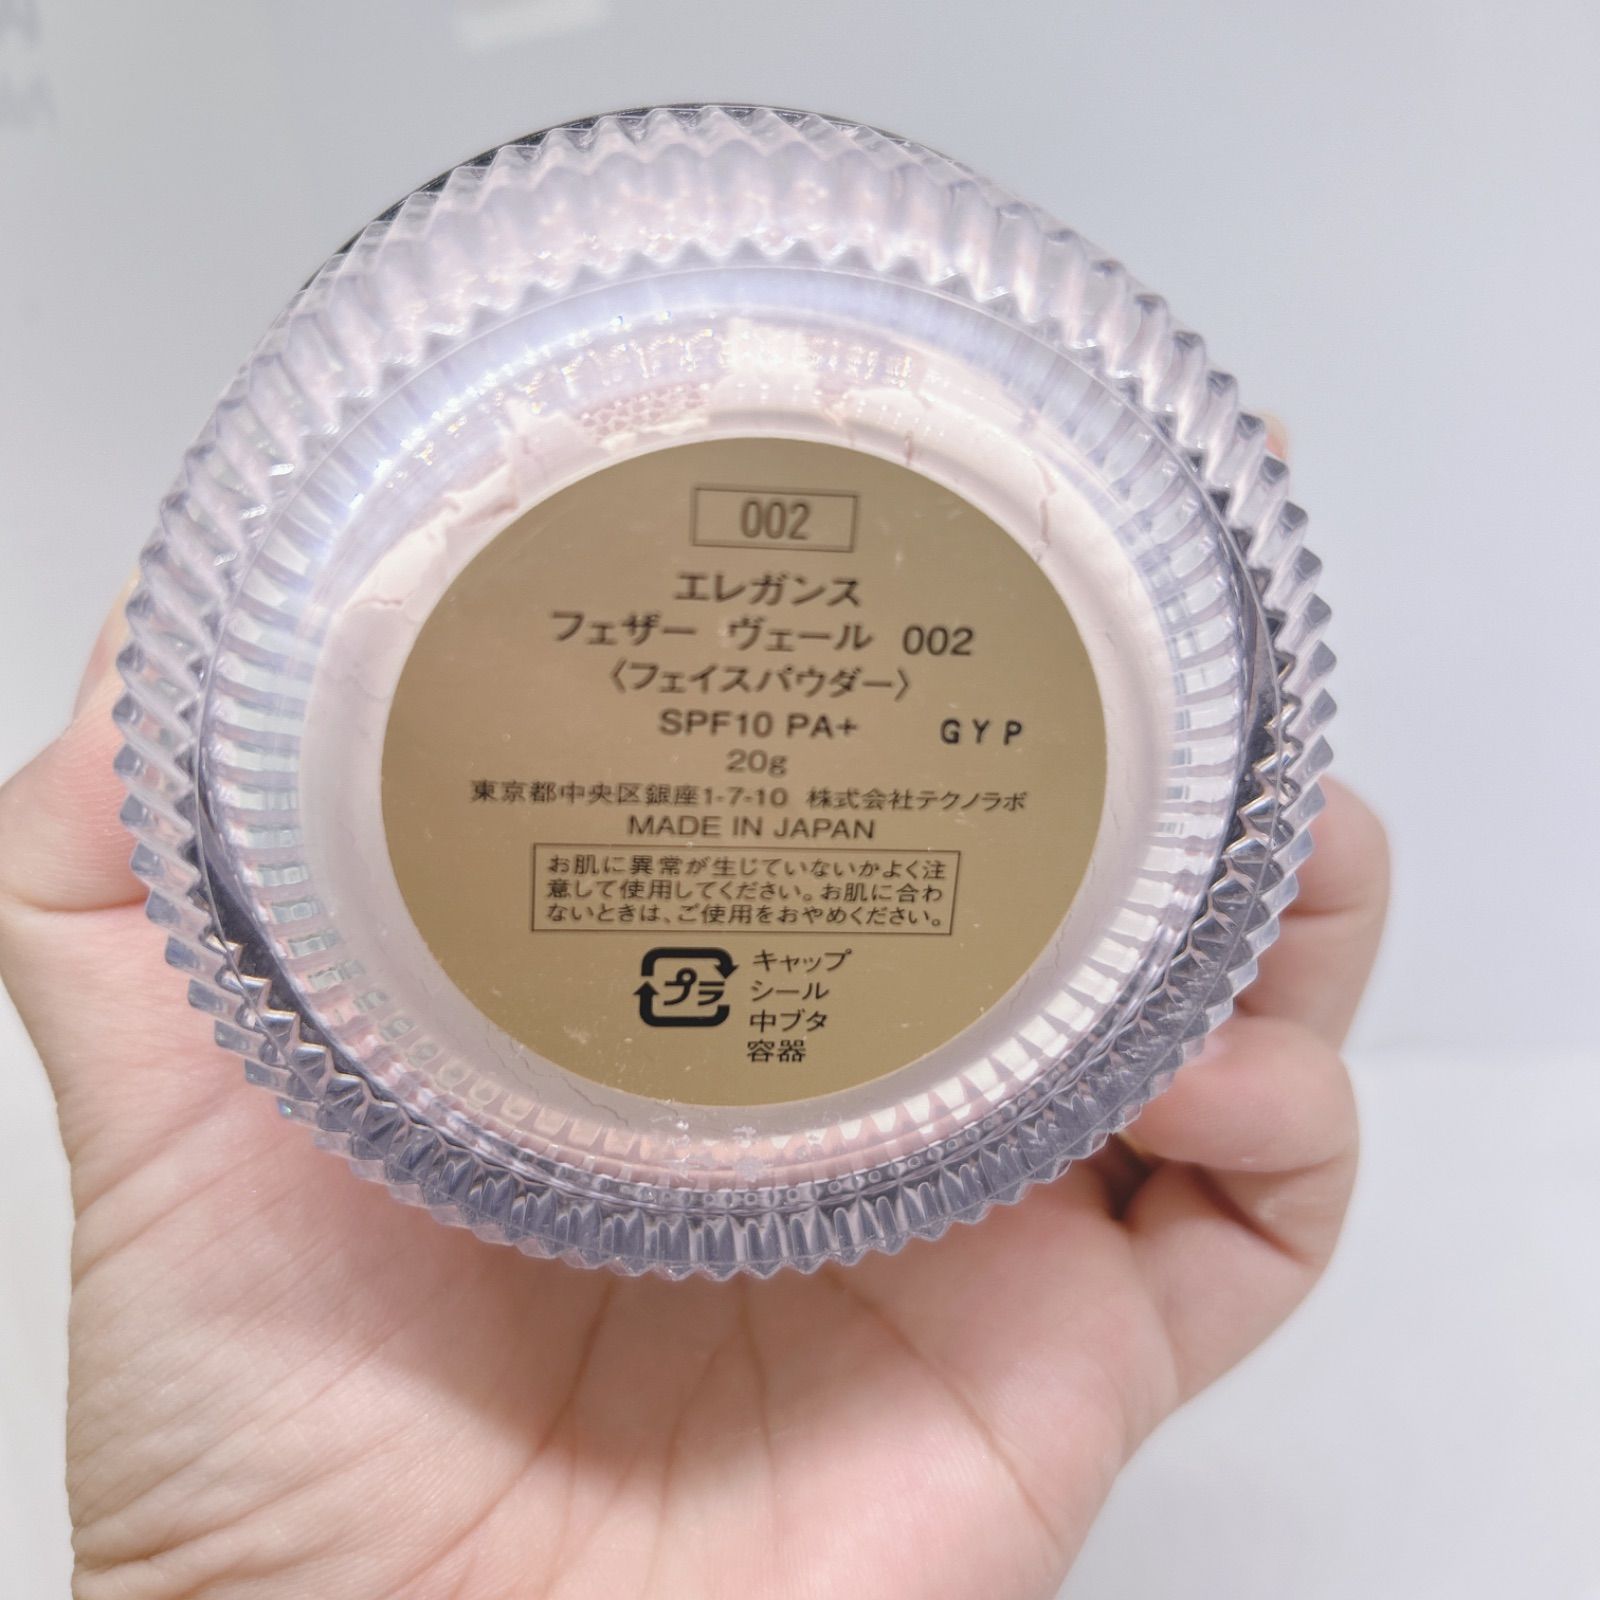 002
エレガンス
フェザー ヴェール 002
〈フェイスパウダー〉
SPF10 PA+ GYP
20g
東京都中央区銀座1-7-10 株式会社テクノラボ
MADE IN JAPAN
お肌に異常が生じていないかよく注
意して使用してください。お肌に合わ
ないときは、ご使用をおやめください。
プラ
キャップ
シール
中ブタ
容器